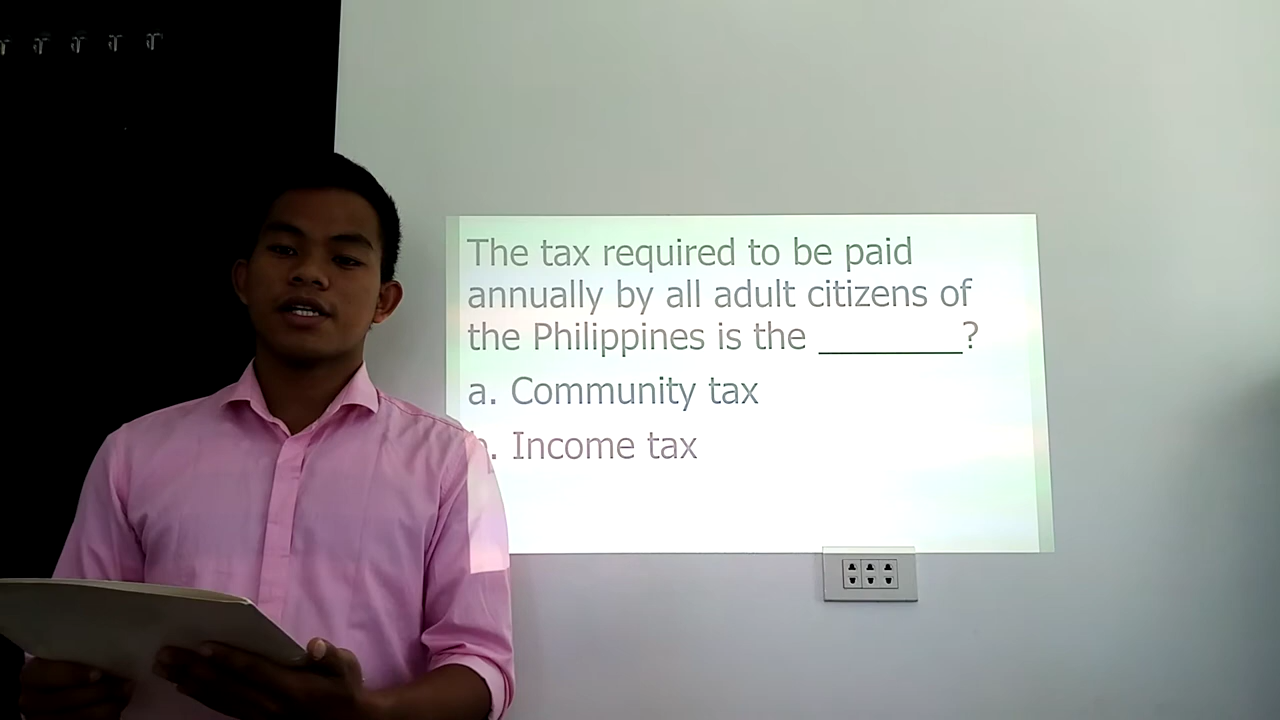 The tax required to be paid
annually by all adult citizens of
the Philippines is the ________?
a. Community tax
b. Income tax